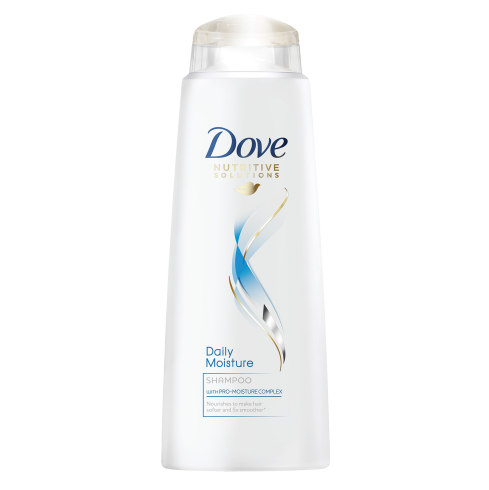 Dove
NUTRITIVE
SOLUTIONS
Daily
Moisture
SHAMPOO
WITH PRO-MOISTURE COMPLEX
Nourishes to make hair
softer and 5x smoother*